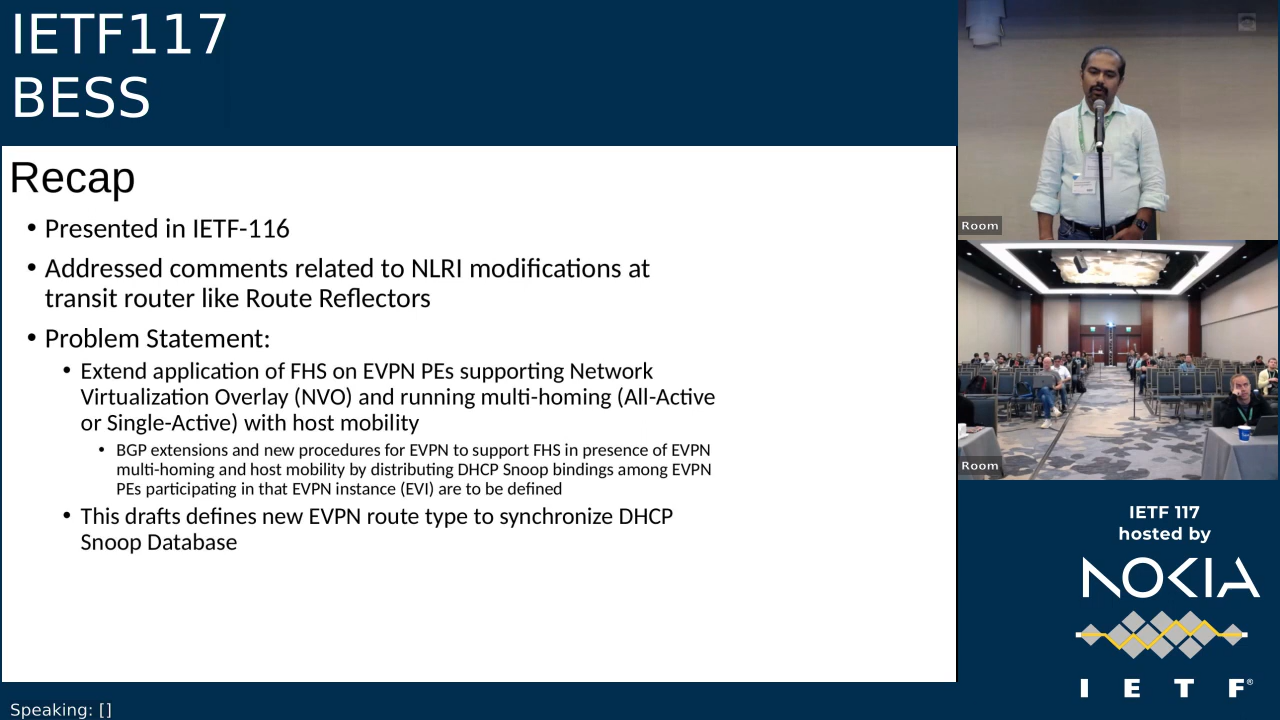 IETF117
BESS
Recap
• Presented in IETF-116
• Addressed comments related to NLRI modifications at
transit router like Route Reflectors
• Problem Statement:
• Extend application of FHS on EVPN PEs supporting Network
Virtualization Overlay (NVO) and running multi-homing (All-Active
or Single-Active) with host mobility
• BGP extensions and new procedures for EVPN to support FHS in presence of EVPN
multi-homing and host mobility by distributing DHCP Snoop bindings among EVPN
PEs participating in that EVPN instance (EVI) are to be defined
• This drafts defines new EVPN route type to synchronize DHCP
Snoop Database
Speaking: []
Room
Room
IETF 117
hosted by
NOKIA
I E T F®